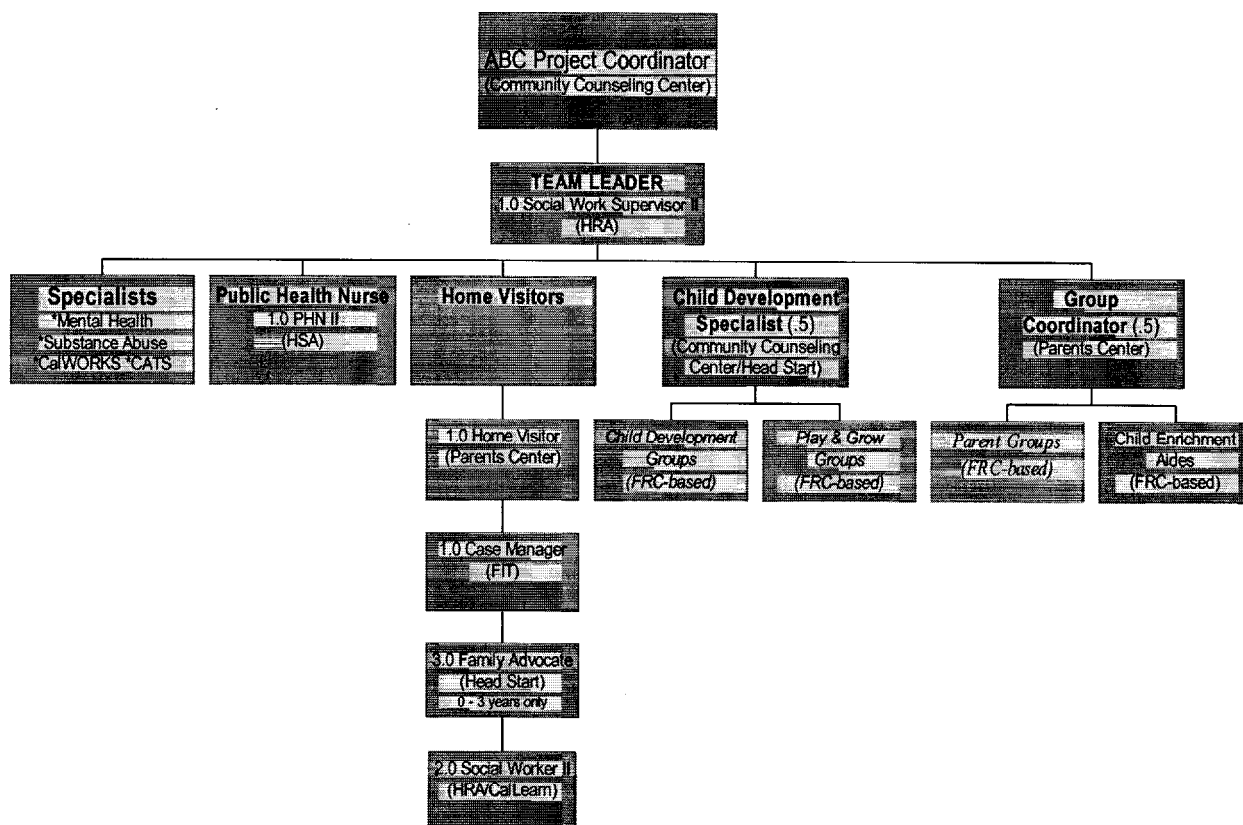 ABC Project Coordinator
(Community Counseling Center)
TEAM LEADER
1.0 Social Work Supervisor II
(HRA)
Specialists
*Mental Health
*Substance Abuse
*CalWORKS *CATS
Public Health Nurse
1.0 PHN II
(HSA)
Home Visitors
Child Development
Specialist (.5)
(Community Counseling
Center/Head Start)
Group
Coordinator (.5)
(Parents Center)
1.0 Home Visitor
(Parents Center)
Child Development
Groups
(FRC-based)
Play & Grow
Groups
(FRC-based)
Parent Groups
(FRC-based)
Child Enrichment
Aides
(FRC-based)
1.0 Case Manager
(FIT)
3.0 Family Advocate
(Head Start)
0 - 3 years only
2.0 Social Worker II
(HRA/CalLearn)